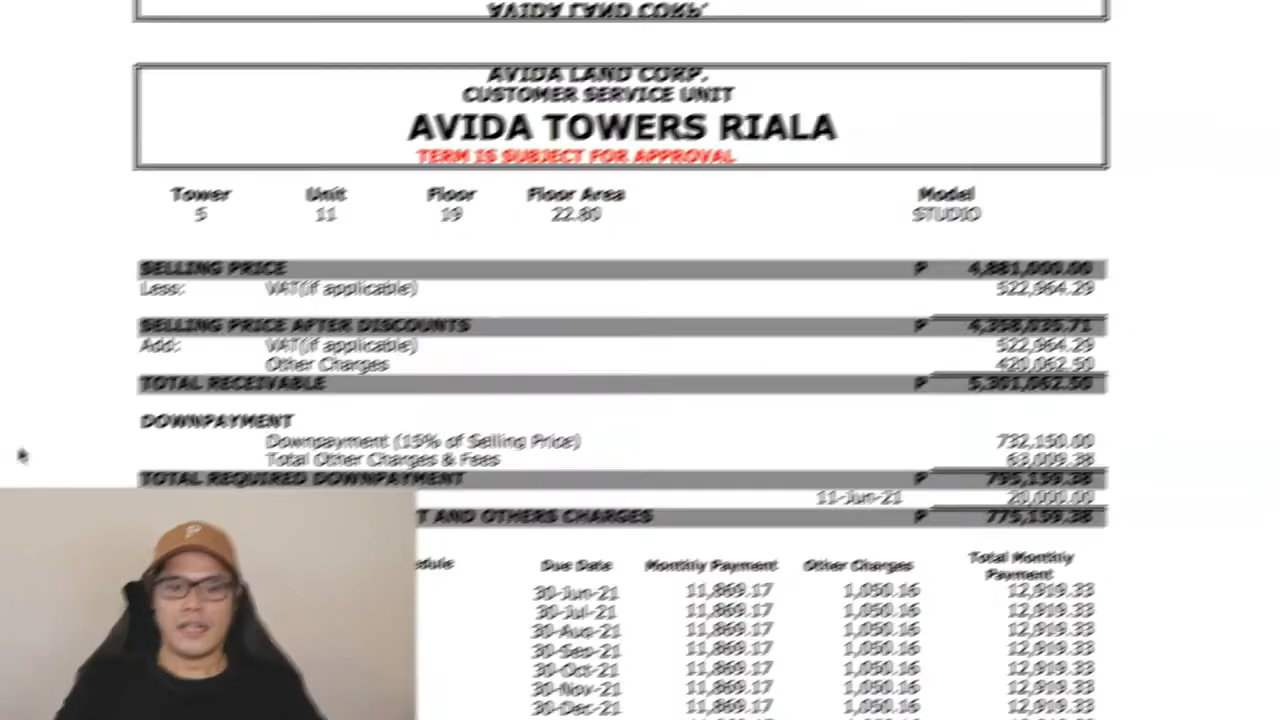 AVIDA LAND CORP.
AVIDA LAND CORP.
CUSTOMER SERVICE UNIT
AVIDA TOWERS RIALA
TERM IS SUBJECT FOR APPROVAL
Tower Unit Floor Floor Area Model
5 11 19 22.80 STUDIO
SELLING PRICE P 4,881,000.00
Less: VAT(if applicable) 522,964.29
SELLING PRICE AFTER DISCOUNTS P 4,358,035.71
Add: VAT(if applicable) 522,964.29
Other Charges 420,062.50
TOTAL RECEIVABLE P 5,301,062.50
DOWNPAYMENT
Downpayment (15% of Selling Price) 732,150.00
Total Other Charges & Fees 63,009.38
TOTAL REQUIRED DOWNPAYMENT P 795,159.38
11-Jun-21 20,000.00
T AND OTHERS CHARGES P 775,159.38
edule Due Date Monthly Payment Other Charges Total Monthly Payment
30-Jun-21 11,869.17 1,050.16 12,919.33
30-Jul-21 11,869.17 1,050.16 12,919.33
30-Aug-21 11,869.17 1,050.16 12,919.33
30-Sep-21 11,869.17 1,050.16 12,919.33
30-Oct-21 11,869.17 1,050.16 12,919.33
30-Nov-21 11,869.17 1,050.16 12,919.33
30-Dec-21 11,869.17 1,050.16 12,919.33